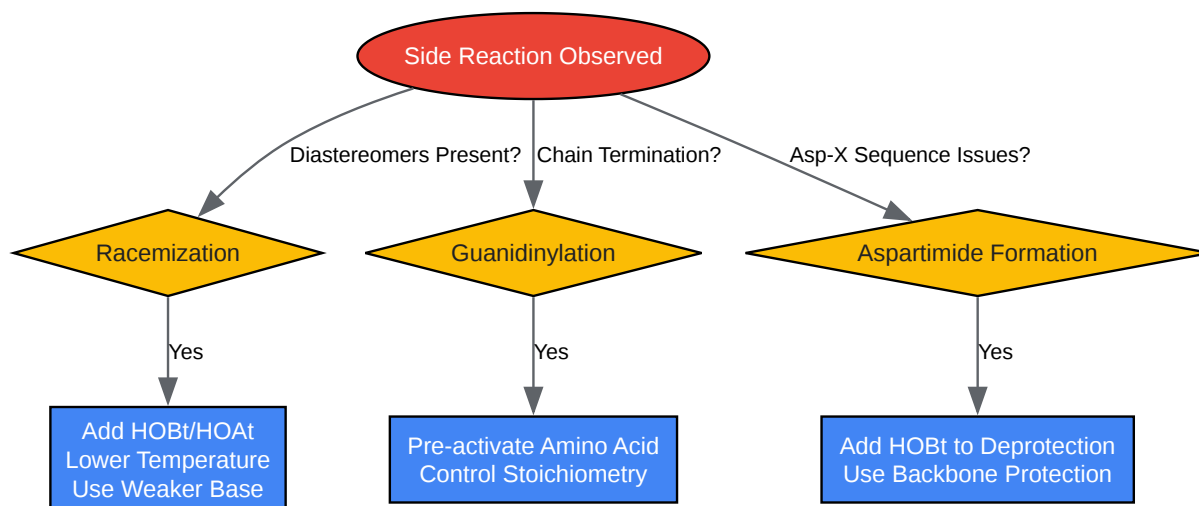 Side Reaction Observed
Diastereomers Present?
Chain Termination?
Asp-X Sequence Issues?
Racemization
Guanidinylation
Aspartimide Formation
Yes
Yes
Yes
Add HOBt/HOAt
Lower Temperature
Use Weaker Base
Pre-activate Amino Acid
Control Stoichiometry
Add HOBt to Deprotection
Use Backbone Protection